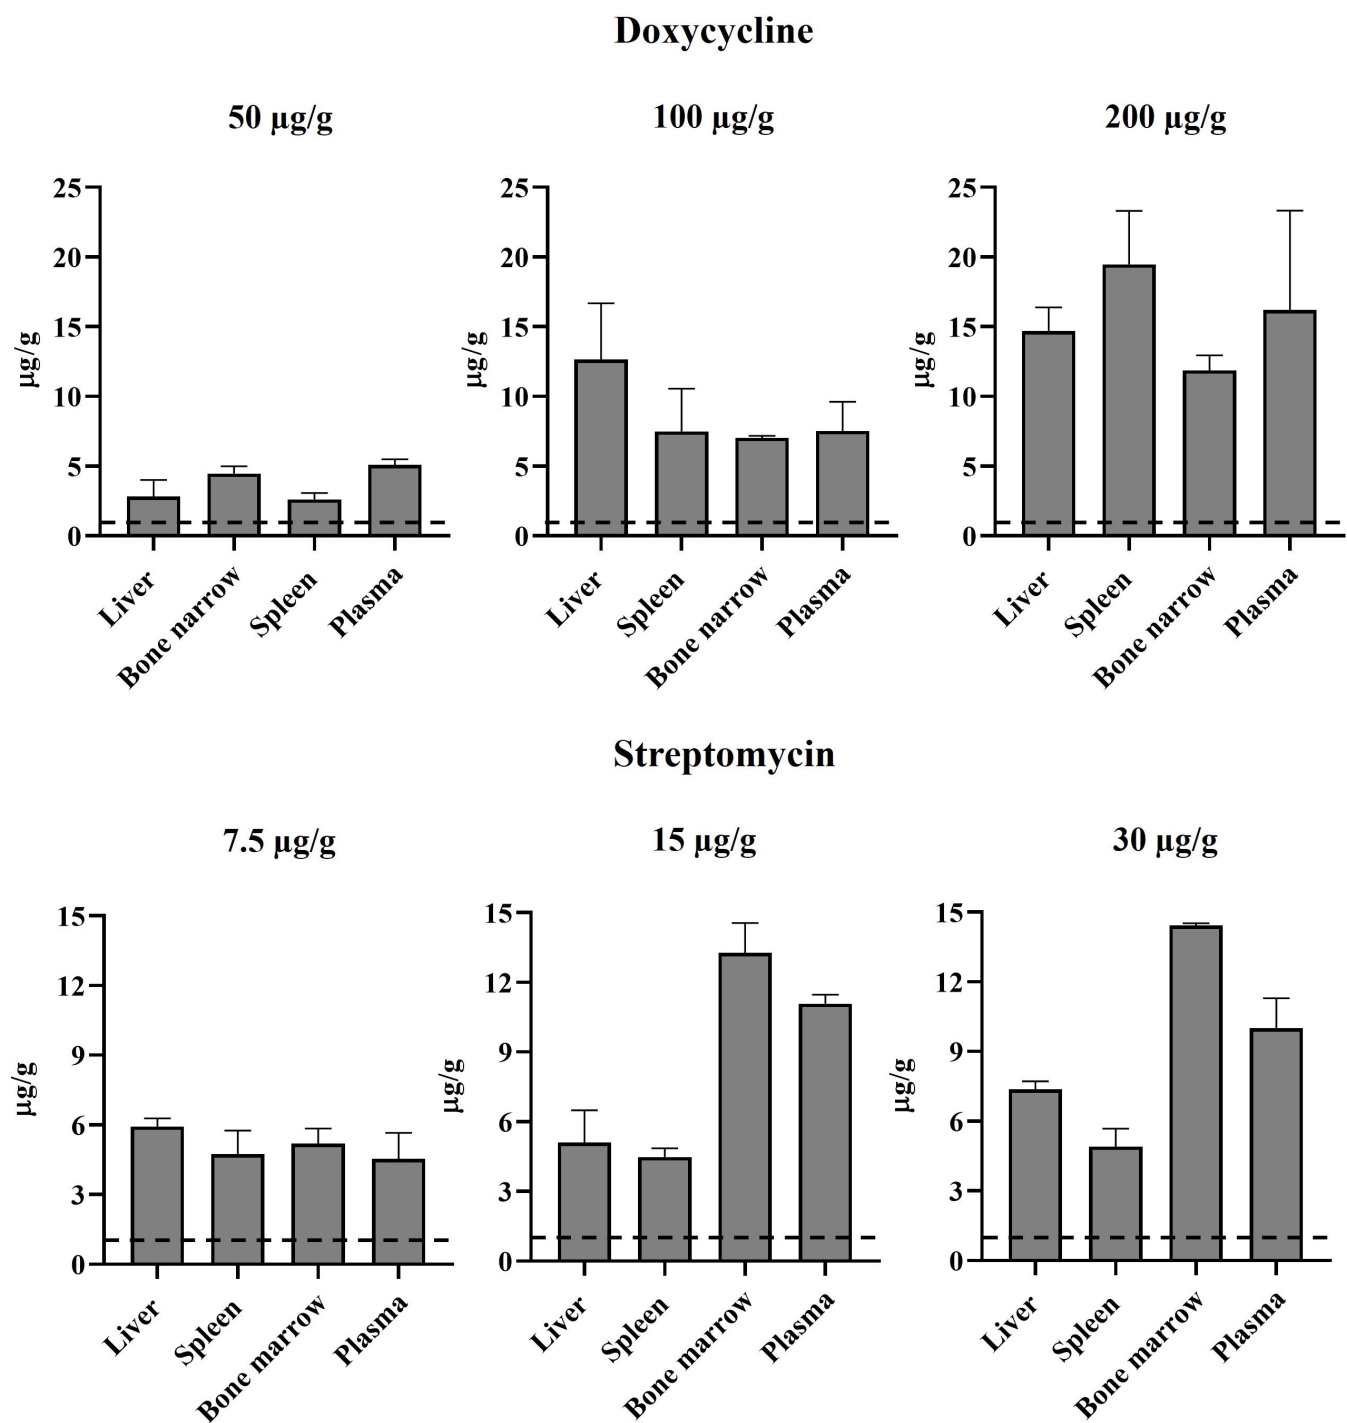 Doxycycline
50 µg/g
100 µg/g
200 µg/g
25
20
15
10
5
0
µg/g
Liver
Bone narrow
Spleen
Plasma
25
20
15
10
5
0
µg/g
Liver
Spleen
Bone narrow
Plasma
25
20
15
10
5
0
µg/g
Liver
Spleen
Bone narrow
Plasma
Streptomycin
7.5 µg/g
15 µg/g
30 µg/g
15
12
9
6
3
0
µg/g
Liver
Spleen
Bone marrow
Plasma
15
12
9
6
3
0
µg/g
Liver
Spleen
Bone marrow
Plasma
15
12
9
6
3
0
µg/g
Liver
Spleen
Bone marrow
Plasma